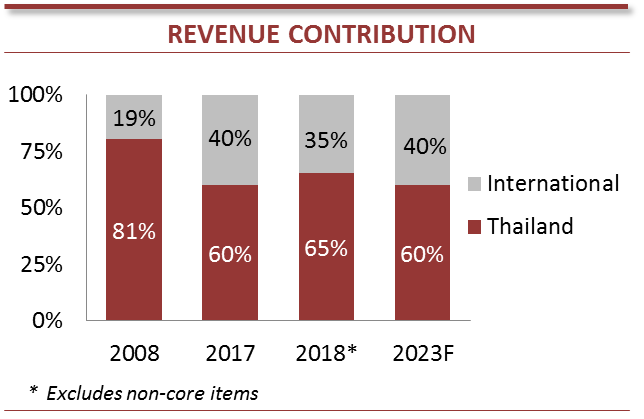 REVENUE CONTRIBUTION
100%
75%
50%
25%
0%
19%
40%
35%
40%
81%
60%
65%
60%
International
Thailand
2008 2017 2018* 2023F
* Excludes non-core items